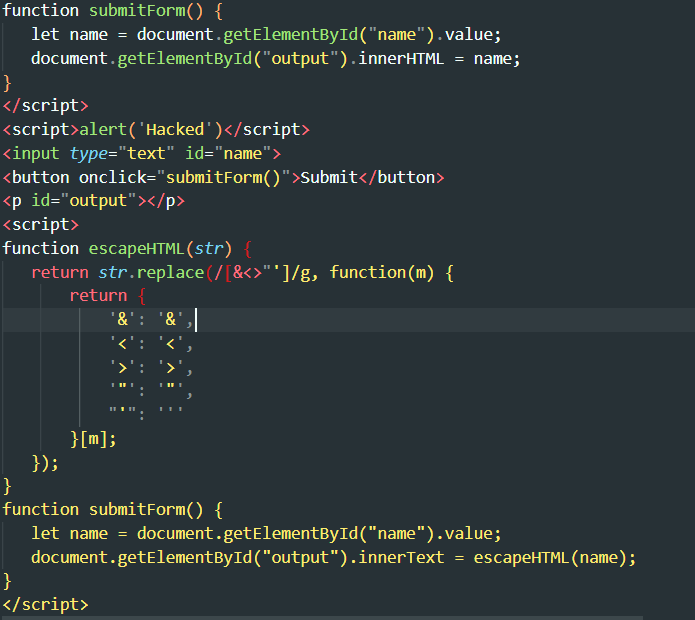 function submitForm() {
let name = document.getElementById("name").value;
document.getElementById("output").innerHTML = name;
}
</script>
<script>alert('Hacked')</script>
<input type="text" id="name">
<button onclick="submitForm()">Submit</button>
<p id="output"></p>
<script>
function escapeHTML(str) {
return str.replace(/[&<>"']/g, function(m) {
return {
'&': '&',
'<': '<',
'>': '>',
'"': '"',
"'": '''
}[m];
});
}
function submitForm() {
let name = document.getElementById("name").value;
document.getElementById("output").innerText = escapeHTML(name);
}
</script>